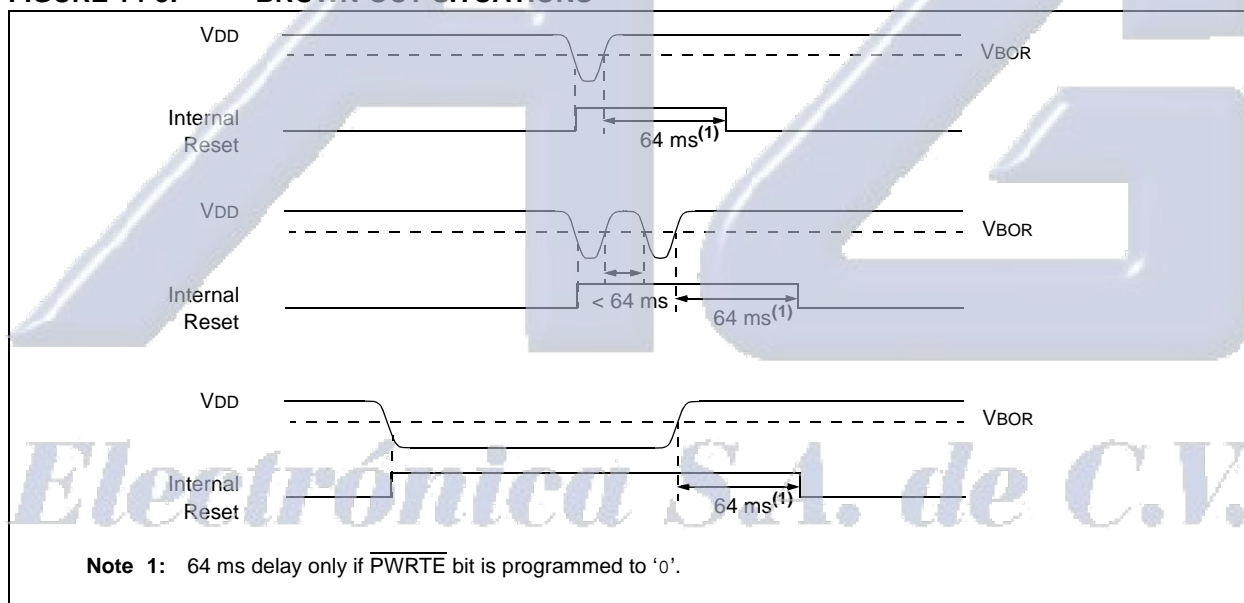 VDD
VBOR
Internal
Reset
64 ms(1)
VDD
VBOR
Internal
Reset
< 64 ms
64 ms(1)
VDD
VBOR
Internal
Reset
64 ms(1)
Electrónica S.A. de C.V.
Note 1: 64 ms delay only if PWRTE bit is programmed to ‘0’.